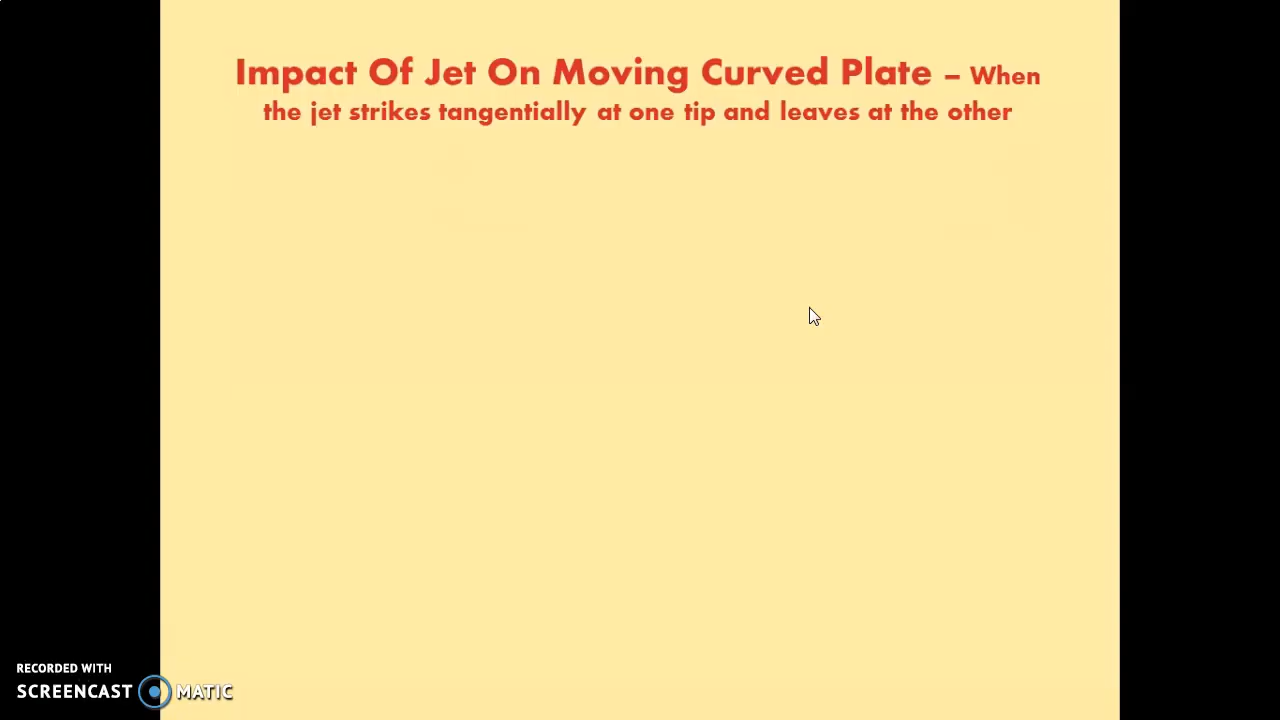 Impact Of Jet On Moving Curved Plate – When
the jet strikes tangentially at one tip and leaves at the other
RECORDED WITH
SCREENCAST MATIC